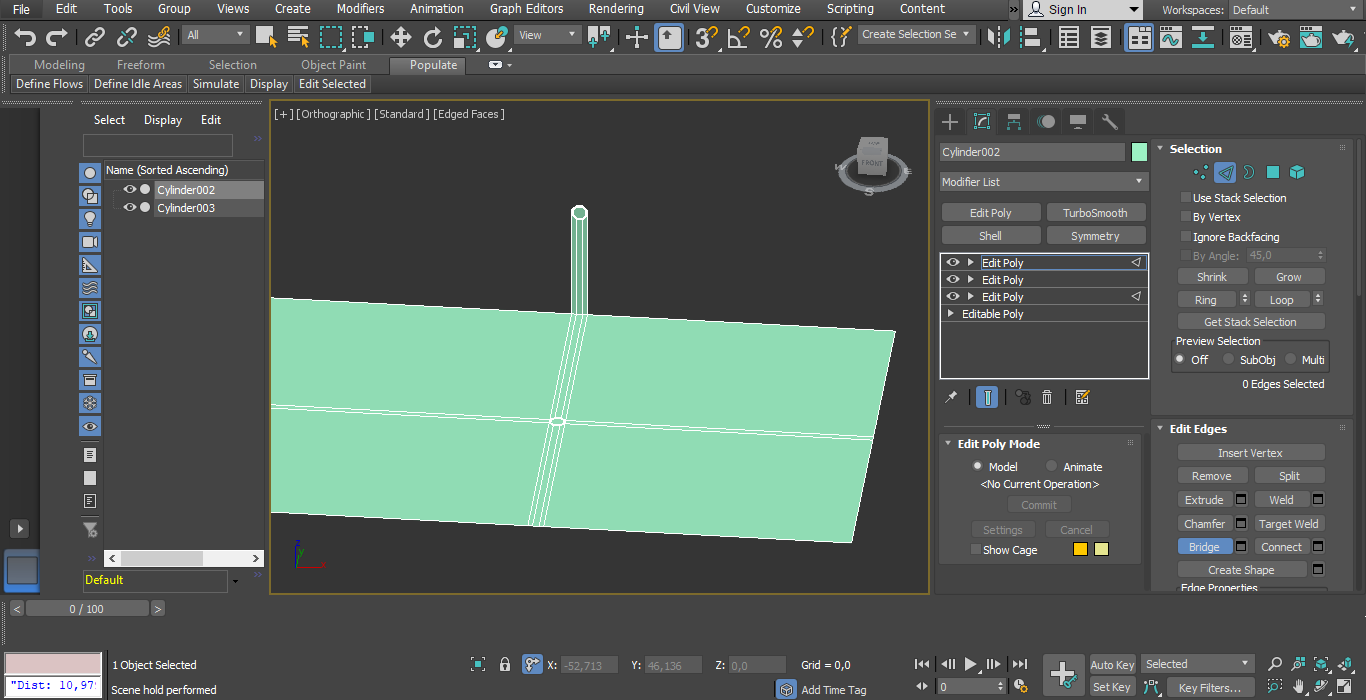 File Edit Tools Group Views Create Modifiers Animation Graph Editors Rendering Civil View Customize Scripting Content » Sign In Workspaces: Default
All View 3 Create Selection Se
Modeling Freeform Selection Object Paint Populate
Define Flows Define Idle Areas Simulate Display Edit Selected
Select Display Edit
Name (Sorted Ascending)
Cylinder002
Cylinder003
Default
[+] [Orthographic] [Standard] [Edged Faces]
FRONT
W
S
E
z
y
x
Cylinder002
Modifier List
Edit Poly TurboSmooth
Shell Symmetry
Edit Poly
Edit Poly
Edit Poly
Editable Poly
Edit Poly Mode
Model Animate
<No Current Operation>
Commit
Settings Cancel
Show Cage
Selection
Use Stack Selection
By Vertex
Ignore Backfacing
By Angle: 45,0
Shrink Grow
Ring Loop
Get Stack Selection
Preview Selection
Off SubObj Multi
0 Edges Selected
Edit Edges
Insert Vertex
Remove Split
Extrude Weld
Chamfer Target Weld
Bridge Connect
Create Shape
Edge Properties
< 0 / 100 >
"Dist: 10,97
1 Object Selected
Scene hold performed
X: -52,713 Y: 46,136 Z: 0,0 Grid = 0,0
Add Time Tag
0
Auto Key Selected
Set Key Key Filters...